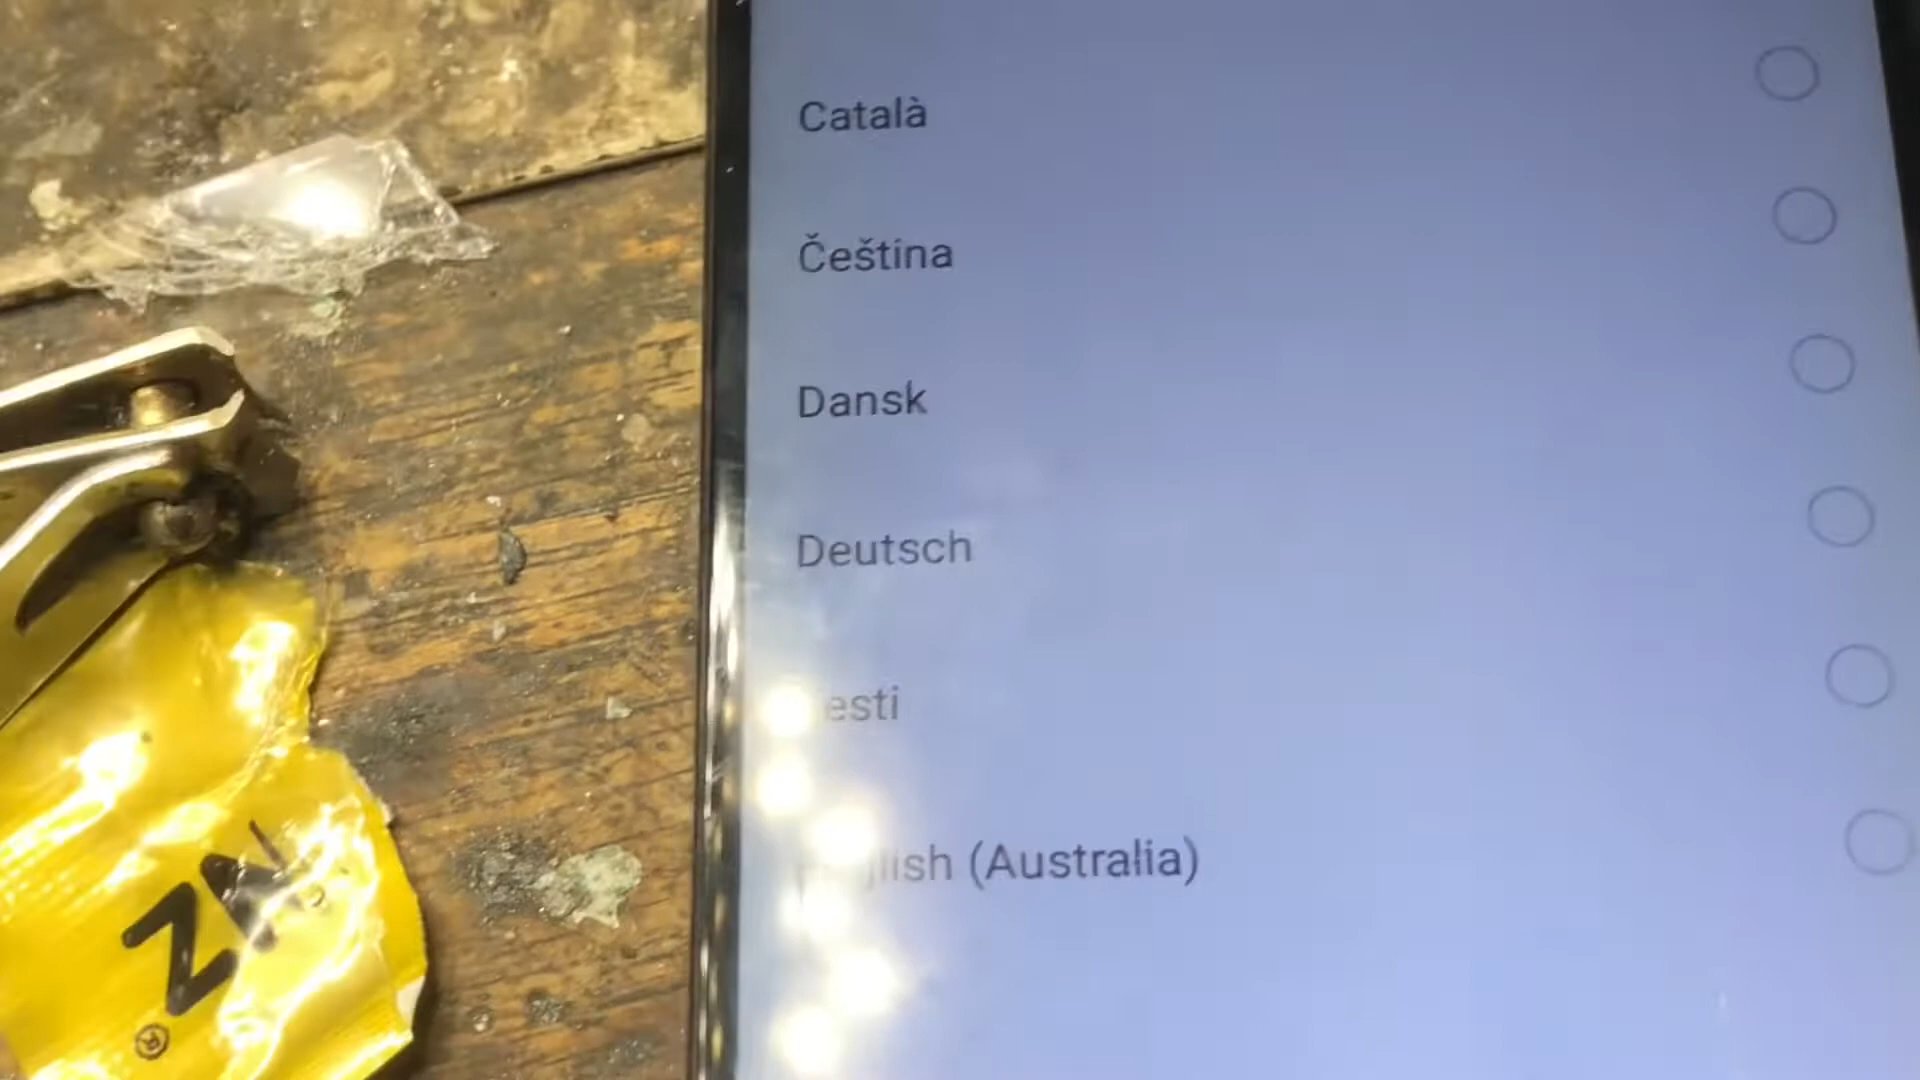 Català
Čeština
Dansk
Deutsch
(Australia)
®